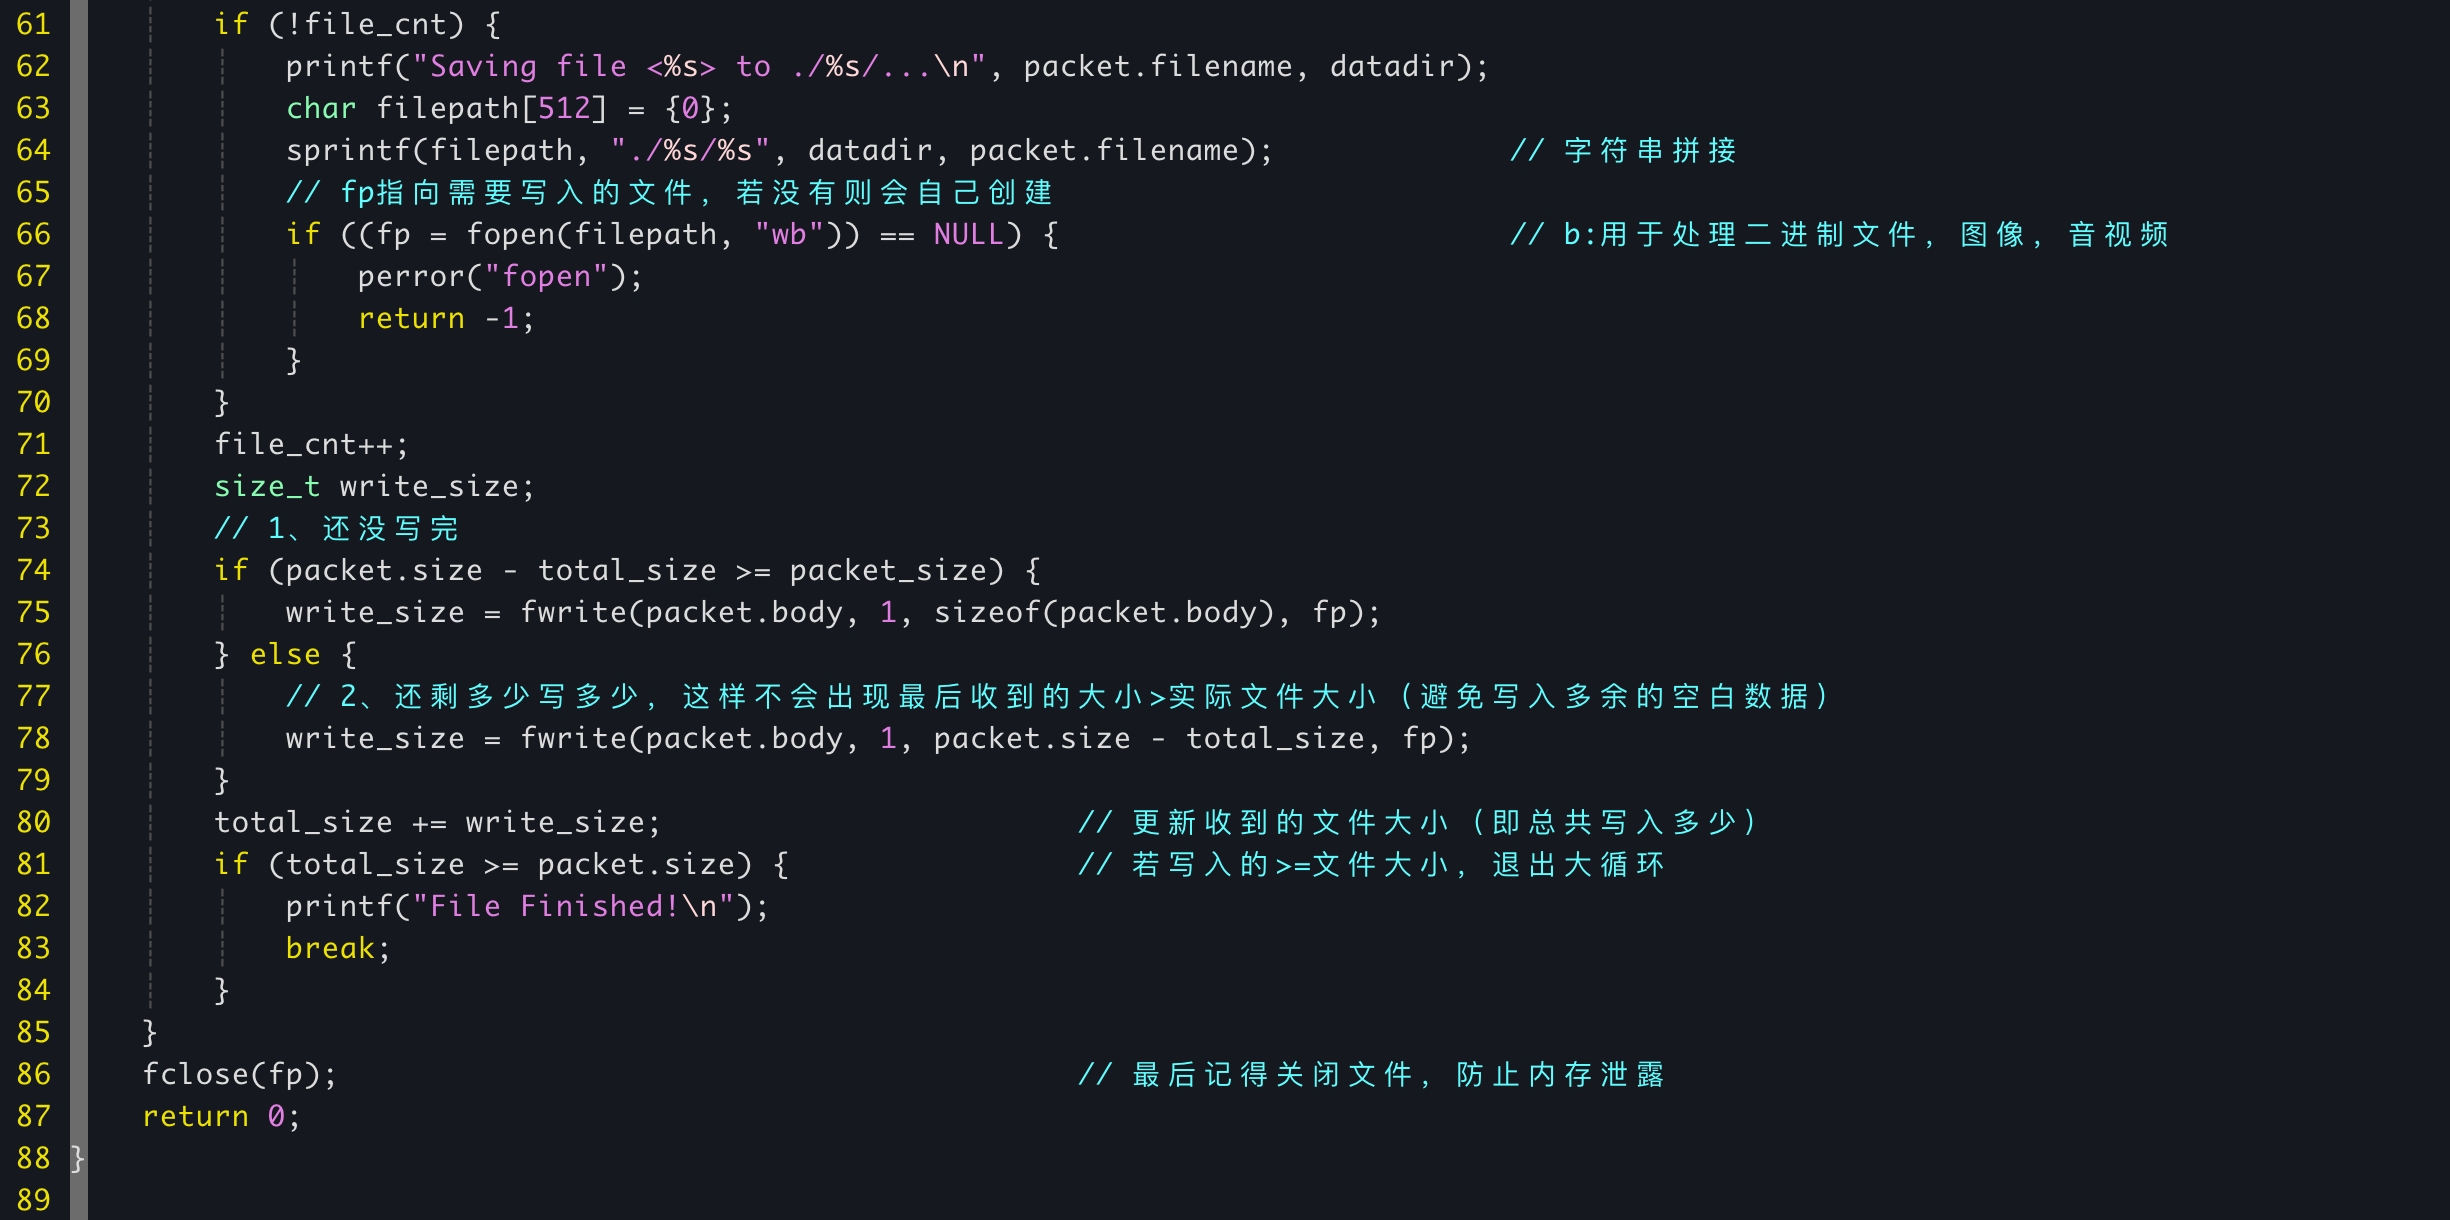 61 if (!file_cnt) {
62 printf("Saving file <%s> to ./%s/...\n", packet.filename, datadir);
63 char filepath[512] = {0};
64 sprintf(filepath, "./%s/%s", datadir, packet.filename); // 字符串拼接
65 // fp指向需要写入的文件，若没有则会自己创建
66 if ((fp = fopen(filepath, "wb")) == NULL) { // b:用于处理二进制文件，图像，音视频
67 perror("fopen");
68 return -1;
69 }
70 }
71 file_cnt++;
72 size_t write_size;
73 // 1、还没写完
74 if (packet.size - total_size >= packet_size) {
75 write_size = fwrite(packet.body, 1, sizeof(packet.body), fp);
76 } else {
77 // 2、还剩多少写多少，这样不会出现最后收到的大小>实际文件大小（避免写入多余的空白数据）
78 write_size = fwrite(packet.body, 1, packet.size - total_size, fp);
79 }
80 total_size += write_size; // 更新收到的文件大小（即总共写入多少）
81 if (total_size >= packet.size) { // 若写入的>=文件大小，退出大循环
82 printf("File Finished!\n");
83 break;
84 }
85 }
86 fclose(fp); // 最后记得关闭文件，防止内存泄露
87 return 0;
88 }
89